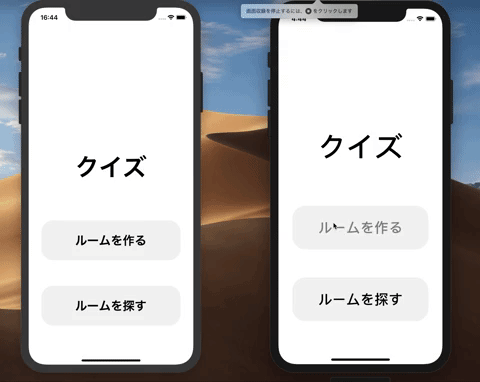 16:44
クイズ
ルームを作る
ルームを探す
画面収録を停止するには、をクリックします
4:44
クイズ
ルームを作る
ルームを探す